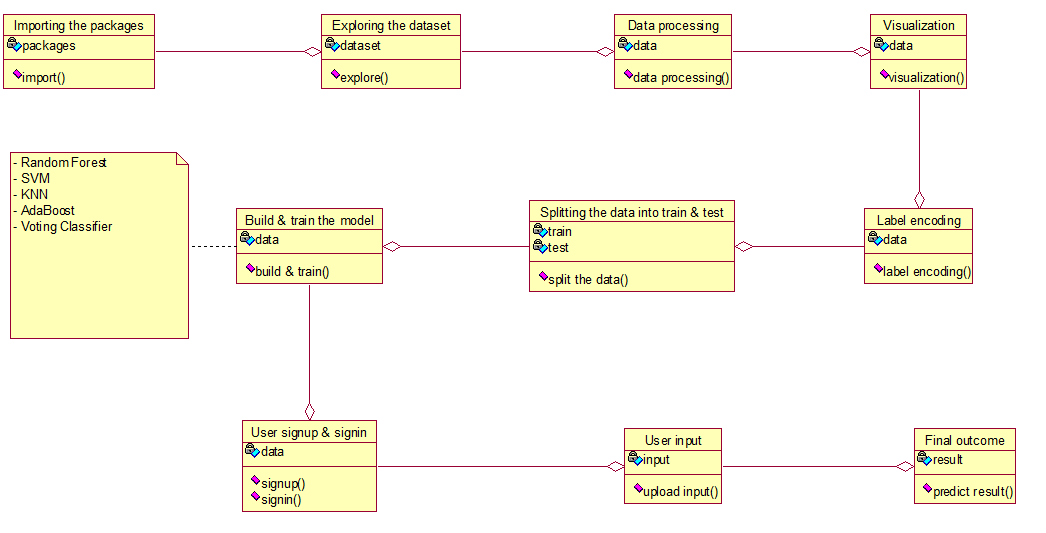 Importing the packages
packages
import()
Exploring the dataset
dataset
explore()
Data processing
data
data processing()
Visualization
data
visualization()
- Random Forest
- SVM
- KNN
- AdaBoost
- Voting Classifier
Build & train the model
data
build & train()
Splitting the data into train & test
train
test
split the data()
Label encoding
data
label encoding()
User signup & signin
data
signup()
signin()
User input
input
upload input()
Final outcome
result
predict result()